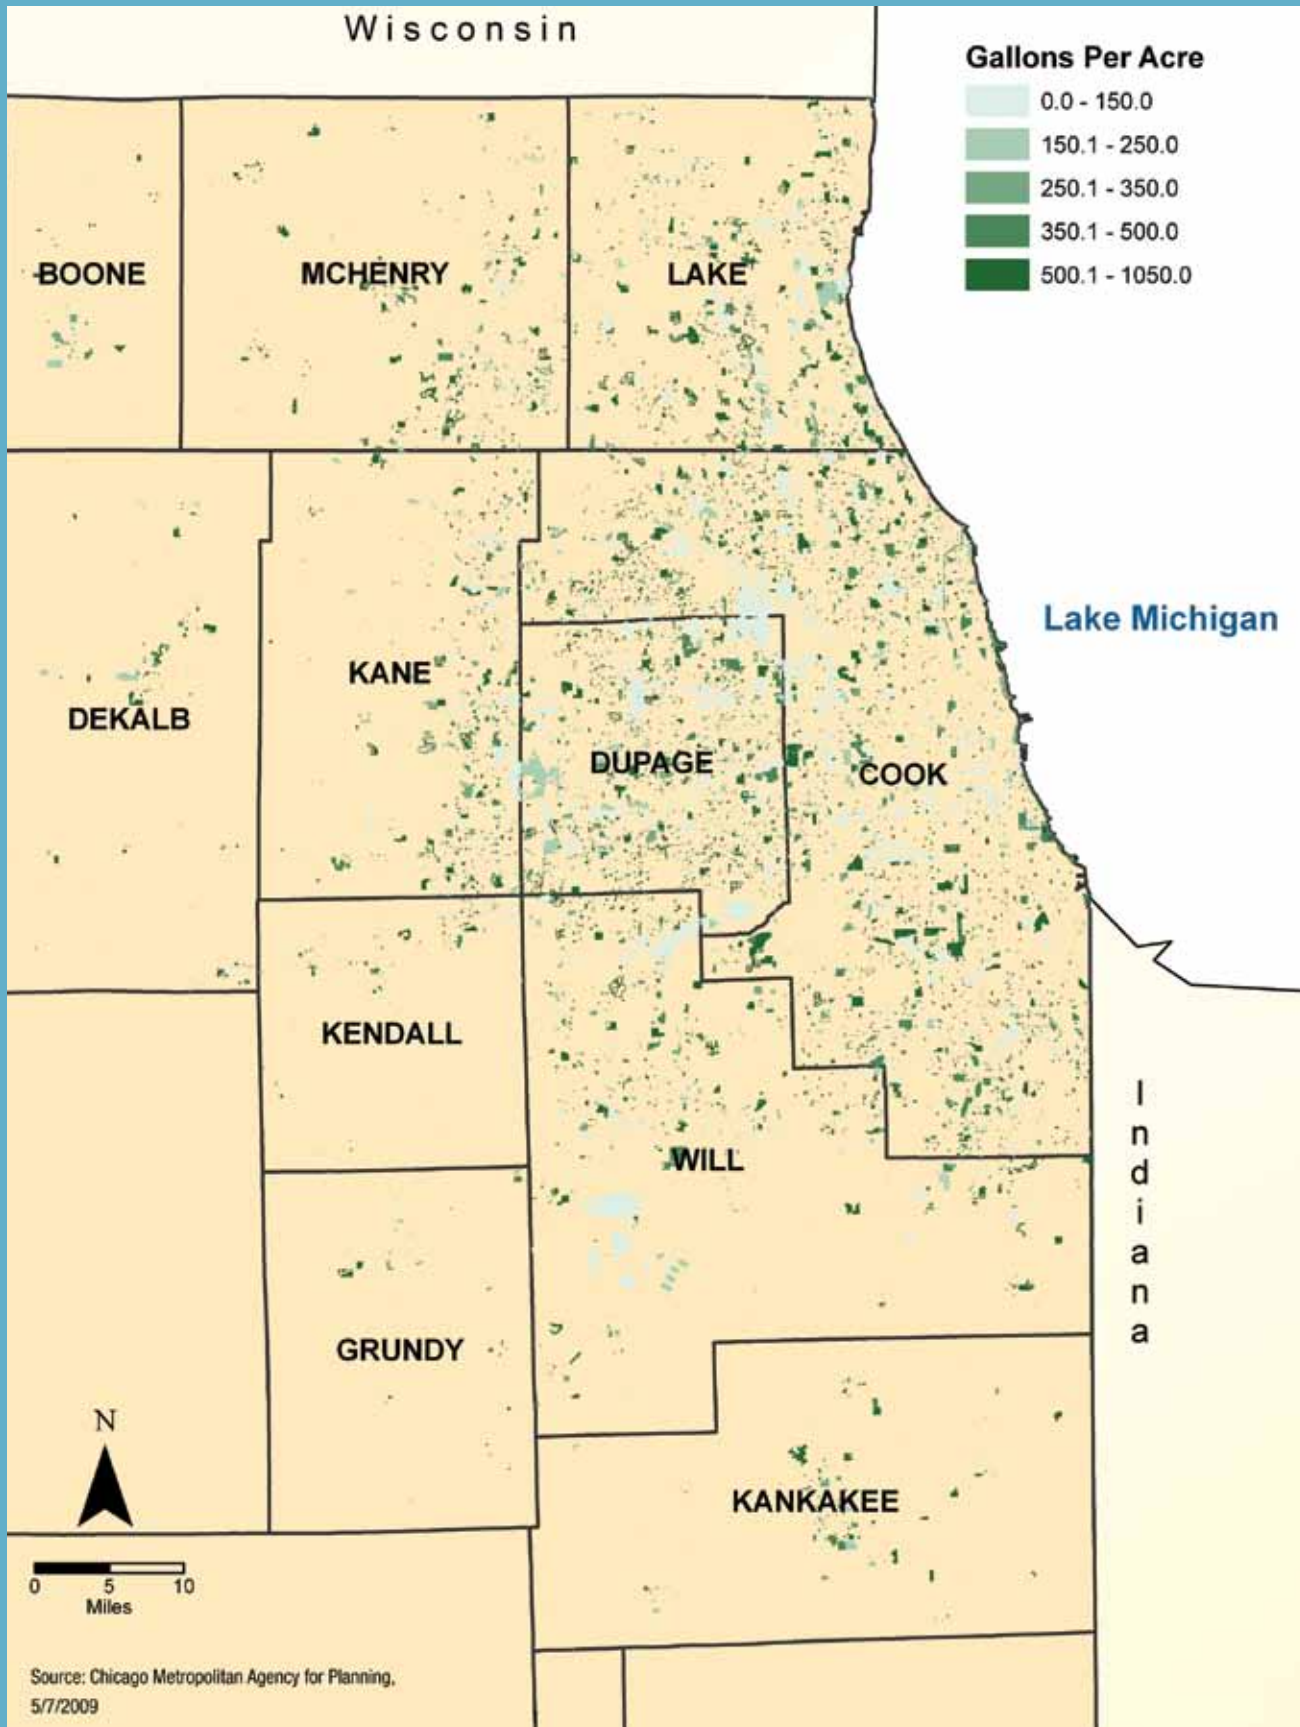 Wisconsin
Gallons Per Acre
0.0 - 150.0
150.1 - 250.0
250.1 - 350.0
350.1 - 500.0
500.1 - 1050.0
BOONE
MCHENRY
LAKE
Lake Michigan
KANE
DEKALB
DUPAGE
COOK
KENDALL
Indiana
WILL
GRUNDY
N
KANKAKEE
0 5 10
Miles
Source: Chicago Metropolitan Agency for Planning,
5/7/2009